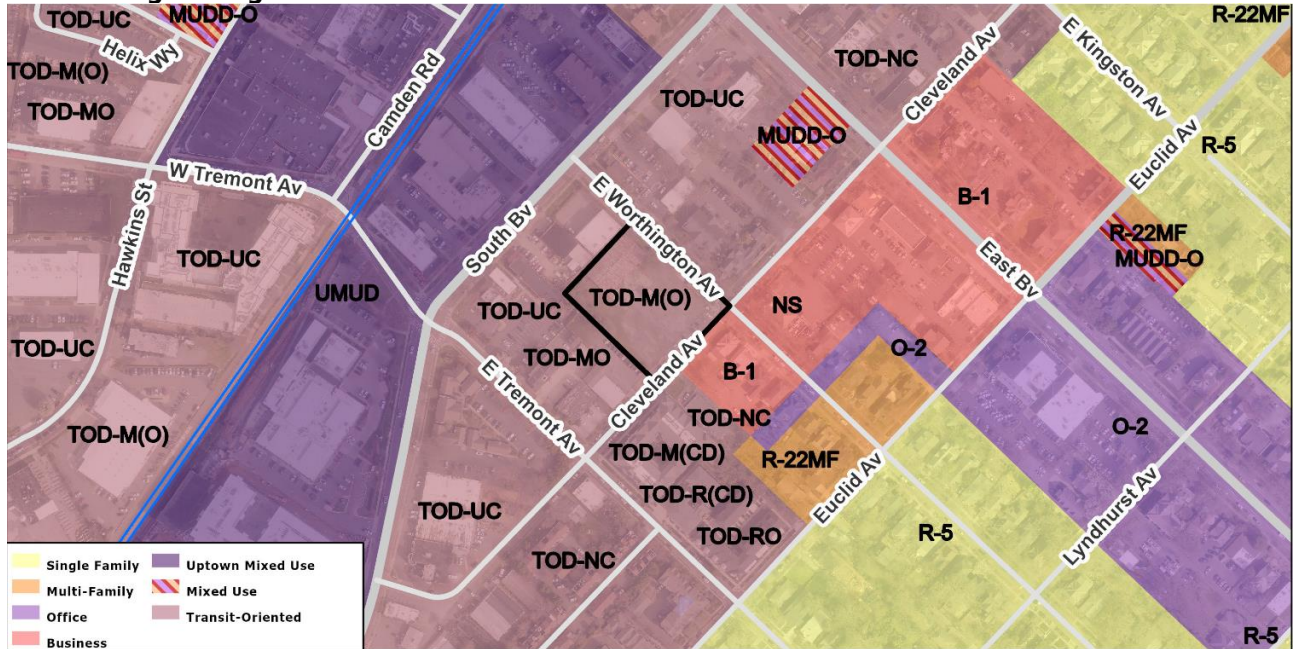 TOD-UC
MUDD-O
R-22MF
Helix Wy
E Kingston Av
TOD-M(O)
TOD-MO
Camden Rd
TOD-NC
Cleveland Av
TOD-UC
MUDD-O
Euclid Av
R-5
W Tremont Av
Hawkins St
E Worthington Av
B-1
South Bv
R-22MF
MUDD-O
TOD-UC
East Bv
UMUD
TOD-M(O)
NS
TOD-UC
TOD-UC
TOD-MO
O-2
E Tremont Av
Cleveland Av
B-1
TOD-NC
O-2
TOD-M(O)
TOD-M(CD)
R-22MF
TOD-R(CD)
Euclid Av
Lyndhurst Av
TOD-UC
TOD-RO
R-5
TOD-NC
R-5
Single Family
Multi-Family
Office
Business
Uptown Mixed Use
Mixed Use
Transit-Oriented